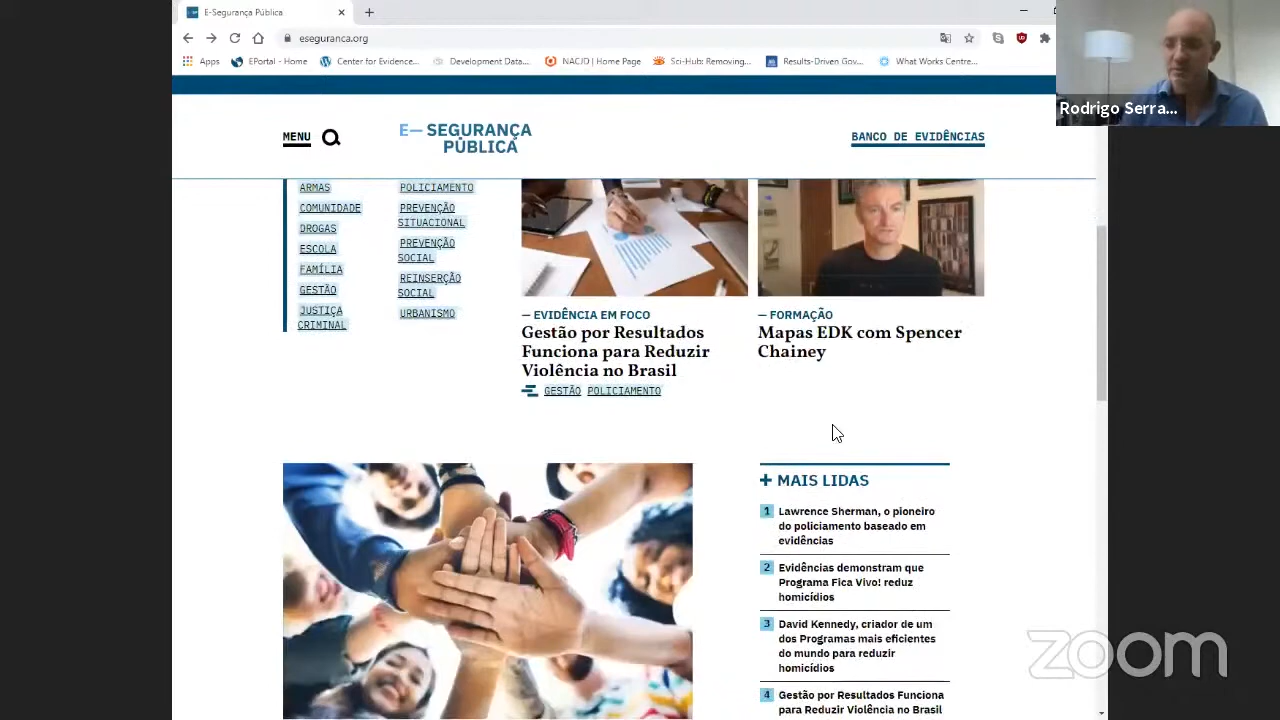 E-Segurança Pública
eseguranca.org
Apps
EPortal - Home
Center for Evidence...
Development Data....
NACJD | Home Page
Sci-Hub: Removing...
Results-Driven Gov...
What Works Centre...
Rodrigo Serra...
MENU
E— SEGURANÇA
PÚBLICA
BANCO DE EVIDÊNCIAS
ARMAS
COMUNIDADE
DROGAS
ESCOLA
FAMÍLIA
GESTÃO
JUSTIÇA
CRIMINAL
POLICIAMENTO
PREVENÇÃO
SITUACIONAL
PREVENÇÃO
SOCIAL
REINSERÇÃO
SOCIAL
URBANISMO
— EVIDÊNCIA EM FOCO
Gestão por Resultados
Funciona para Reduzir
Violência no Brasil
GESTÃO POLICIAMENTO
— FORMAÇÃO
Mapas EDK com Spencer
Chainey
+ MAIS LIDAS
1 Lawrence Sherman, o pioneiro
do policiamento baseado em
evidências
2 Evidências demonstram que
Programa Fica Vivo! reduz
homicídios
3 David Kennedy, criador de um
dos Programas mais eficientes
do mundo para reduzir
homicídios
4 Gestão por Resultados Funciona
para Reduzir Violência no Brasil
zoom